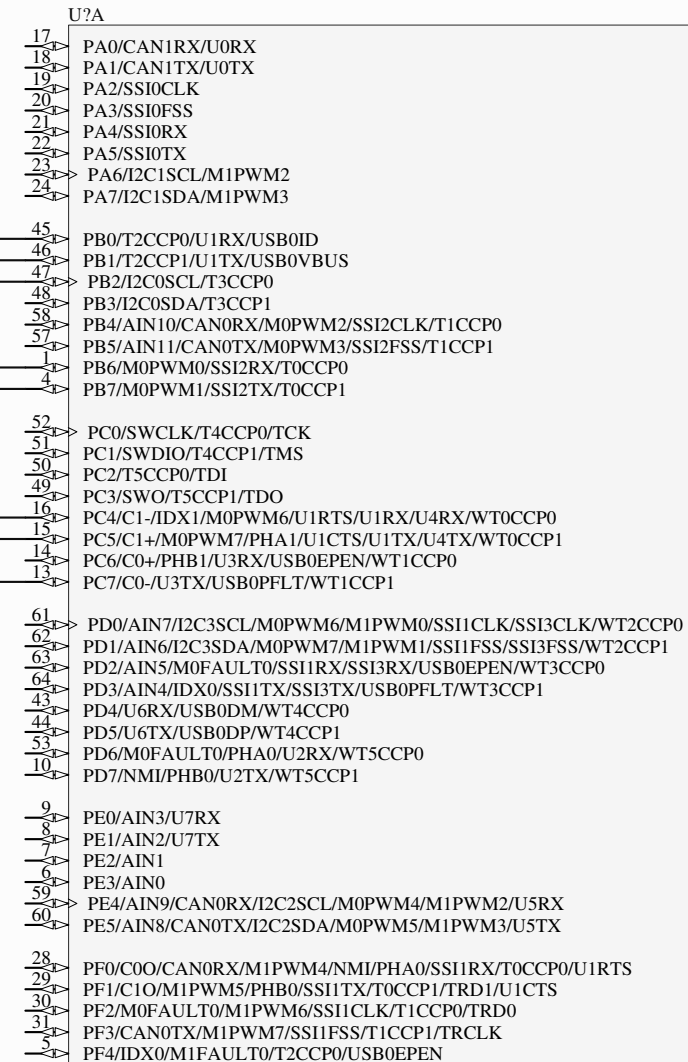 U?A
17 PA0/CAN1RX/U0RX
18 PA1/CAN1TX/U0TX
19 PA2/SSI0CLK
20 PA3/SSI0FSS
21 PA4/SSI0RX
22 PA5/SSI0TX
23 PA6/I2C1SCL/M1PWM2
24 PA7/I2C1SDA/M1PWM3
45 PB0/T2CCP0/U1RX/USB0ID
46 PB1/T2CCP1/U1TX/USB0VBUS
47 PB2/I2C0SCL/T3CCP0
48 PB3/I2C0SDA/T3CCP1
58 PB4/AIN10/CAN0RX/M0PWM2/SSI2CLK/T1CCP0
57 PB5/AIN11/CAN0TX/M0PWM3/SSI2FSS/T1CCP1
1 PB6/M0PWM0/SSI2RX/T0CCP0
4 PB7/M0PWM1/SSI2TX/T0CCP1
52 PC0/SWCLK/T4CCP0/TCK
51 PC1/SWDIO/T4CCP1/TMS
50 PC2/T5CCP0/TDI
49 PC3/SWO/T5CCP1/TDO
16 PC4/C1-/IDX1/M0PWM6/U1RTS/U1RX/U4RX/WT0CCP0
15 PC5/C1+/M0PWM7/PHA1/U1CTS/U1TX/U4TX/WT0CCP1
14 PC6/C0+/PHB1/U3RX/USB0EPEN/WT1CCP0
13 PC7/C0-/U3TX/USB0PFLT/WT1CCP1
61 PD0/AIN7/I2C3SCL/M0PWM6/M1PWM0/SSI1CLK/SSI3CLK/WT2CCP0
62 PD1/AIN6/I2C3SDA/M0PWM7/M1PWM1/SSI1FSS/SSI3FSS/WT2CCP1
63 PD2/AIN5/M0FAULT0/SSI1RX/SSI3RX/USB0EPEN/WT3CCP0
64 PD3/AIN4/IDX0/SSI1TX/SSI3TX/USB0PFLT/WT3CCP1
43 PD4/U6RX/USB0DM/WT4CCP0
44 PD5/U6TX/USB0DP/WT4CCP1
53 PD6/M0FAULT0/PHA0/U2RX/WT5CCP0
10 PD7/NMI/PHB0/U2TX/WT5CCP1
9 PE0/AIN3/U7RX
8 PE1/AIN2/U7TX
7 PE2/AIN1
6 PE3/AIN0
59 PE4/AIN9/CAN0RX/I2C2SCL/M0PWM4/M1PWM2/U5RX
60 PE5/AIN8/CAN0TX/I2C2SDA/M0PWM5/M1PWM3/U5TX
28 PF0/C0O/CAN0RX/M1PWM4/NMI/PHA0/SSI1RX/T0CCP0/U1RTS
29 PF1/C1O/M1PWM5/PHB0/SSI1TX/T0CCP1/TRD1/U1CTS
30 PF2/M0FAULT0/M1PWM6/SSI1CLK/T1CCP0/TRD0
31 PF3/CAN0TX/M1PWM7/SSI1FSS/T1CCP1/TRCLK
5 PF4/IDX0/M1FAULT0/T2CCP0/USB0EPEN